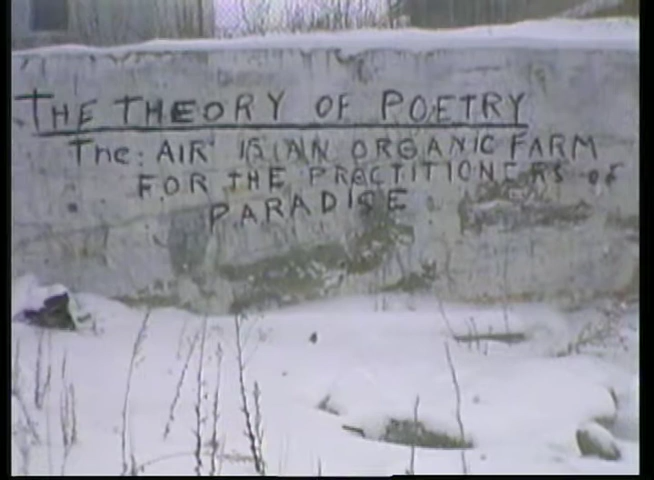 THE THEORY OF POETRY
THE: AIR IS AN ORGANIC FARM
FOR THE PRACTITIONERS OF
PARADISE